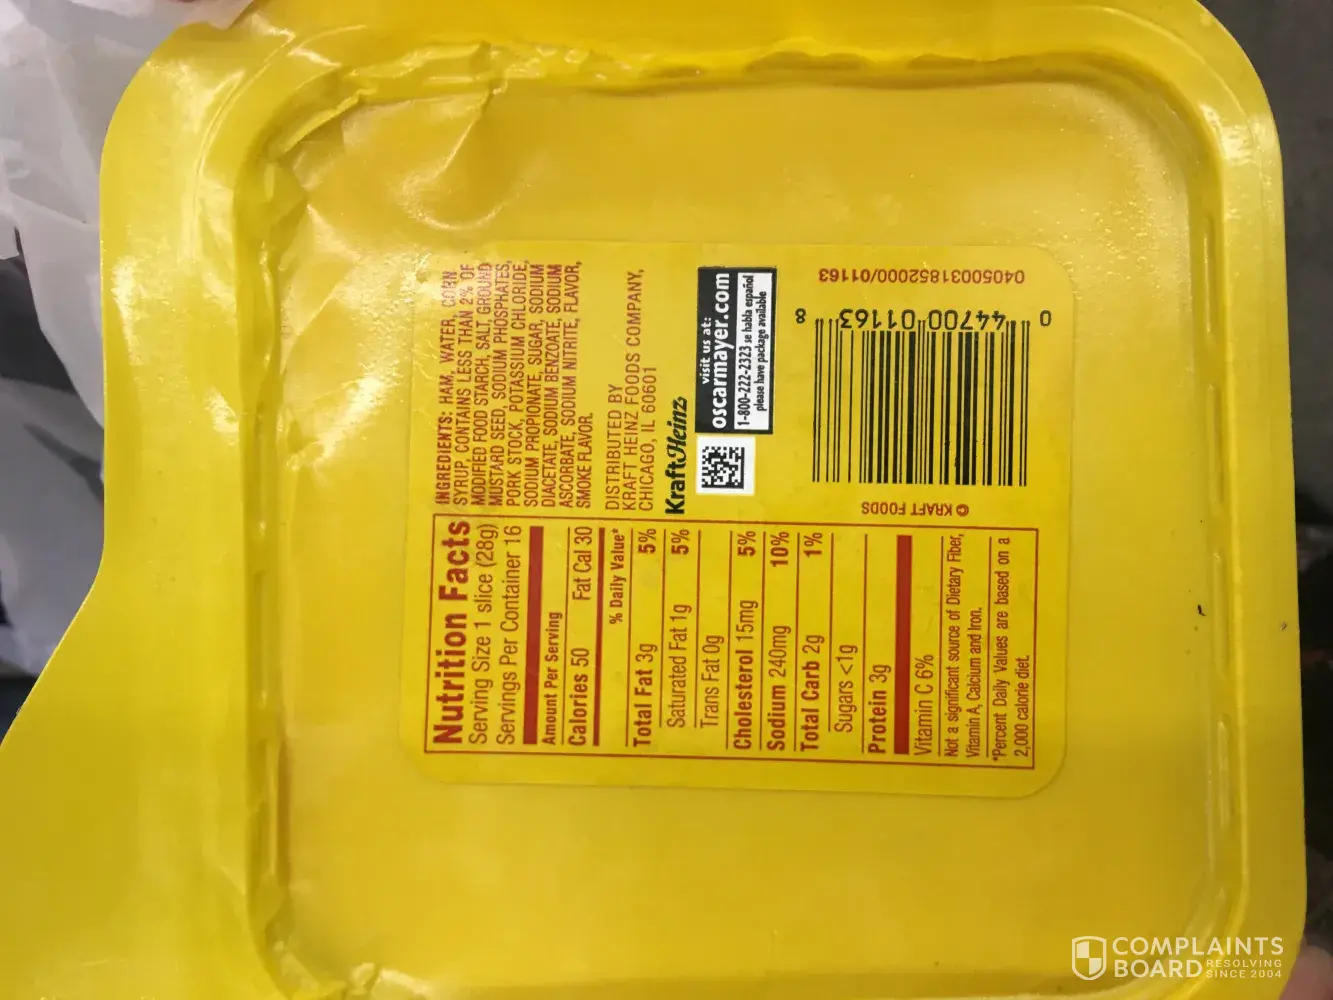 Nutrition Facts
Serving Size 1 slice (28g)
Servings Per Container 16
Amount Per Serving
Calories 50 Fat Cal 30
% Daily Value*
Total Fat 3g 5%
Saturated Fat 1g 5%
Trans Fat 0g
Cholesterol 15mg 5%
Sodium 240mg 10%
Total Carb 2g 1%
Sugars <1g
Protein 3g
Vitamin C 6%
Not a significant source of Dietary Fiber,
Vitamin A, Calcium and Iron.
*Percent Daily Values are based on a
2,000 calorie diet.
INGREDIENTS: HAM, WATER, CORN
SYRUP, CONTAINS LESS THAN 2% OF
MODIFIED FOOD STARCH, SALT, GROUND
MUSTARD SEED, SODIUM PHOSPHATES,
PORK STOCK, POTASSIUM CHLORIDE,
SODIUM PROPIONATE, SUGAR, SODIUM
DIACETATE, SODIUM BENZOATE, SODIUM
ASCORBATE, SODIUM NITRITE, FLAVOR,
SMOKE FLAVOR.
DISTRIBUTED BY
KRAFT HEINZ FOODS COMPANY,
CHICAGO, IL 60601
KraftHeinz
visit us at:
oscarmayer.com
1-800-222-2323 se habla español
please have package available
0 44700 01163 8
040500031852000/01163
© KRAFT FOODS
COMPLAINTS
BOARD RESOLVING
SINCE 2004